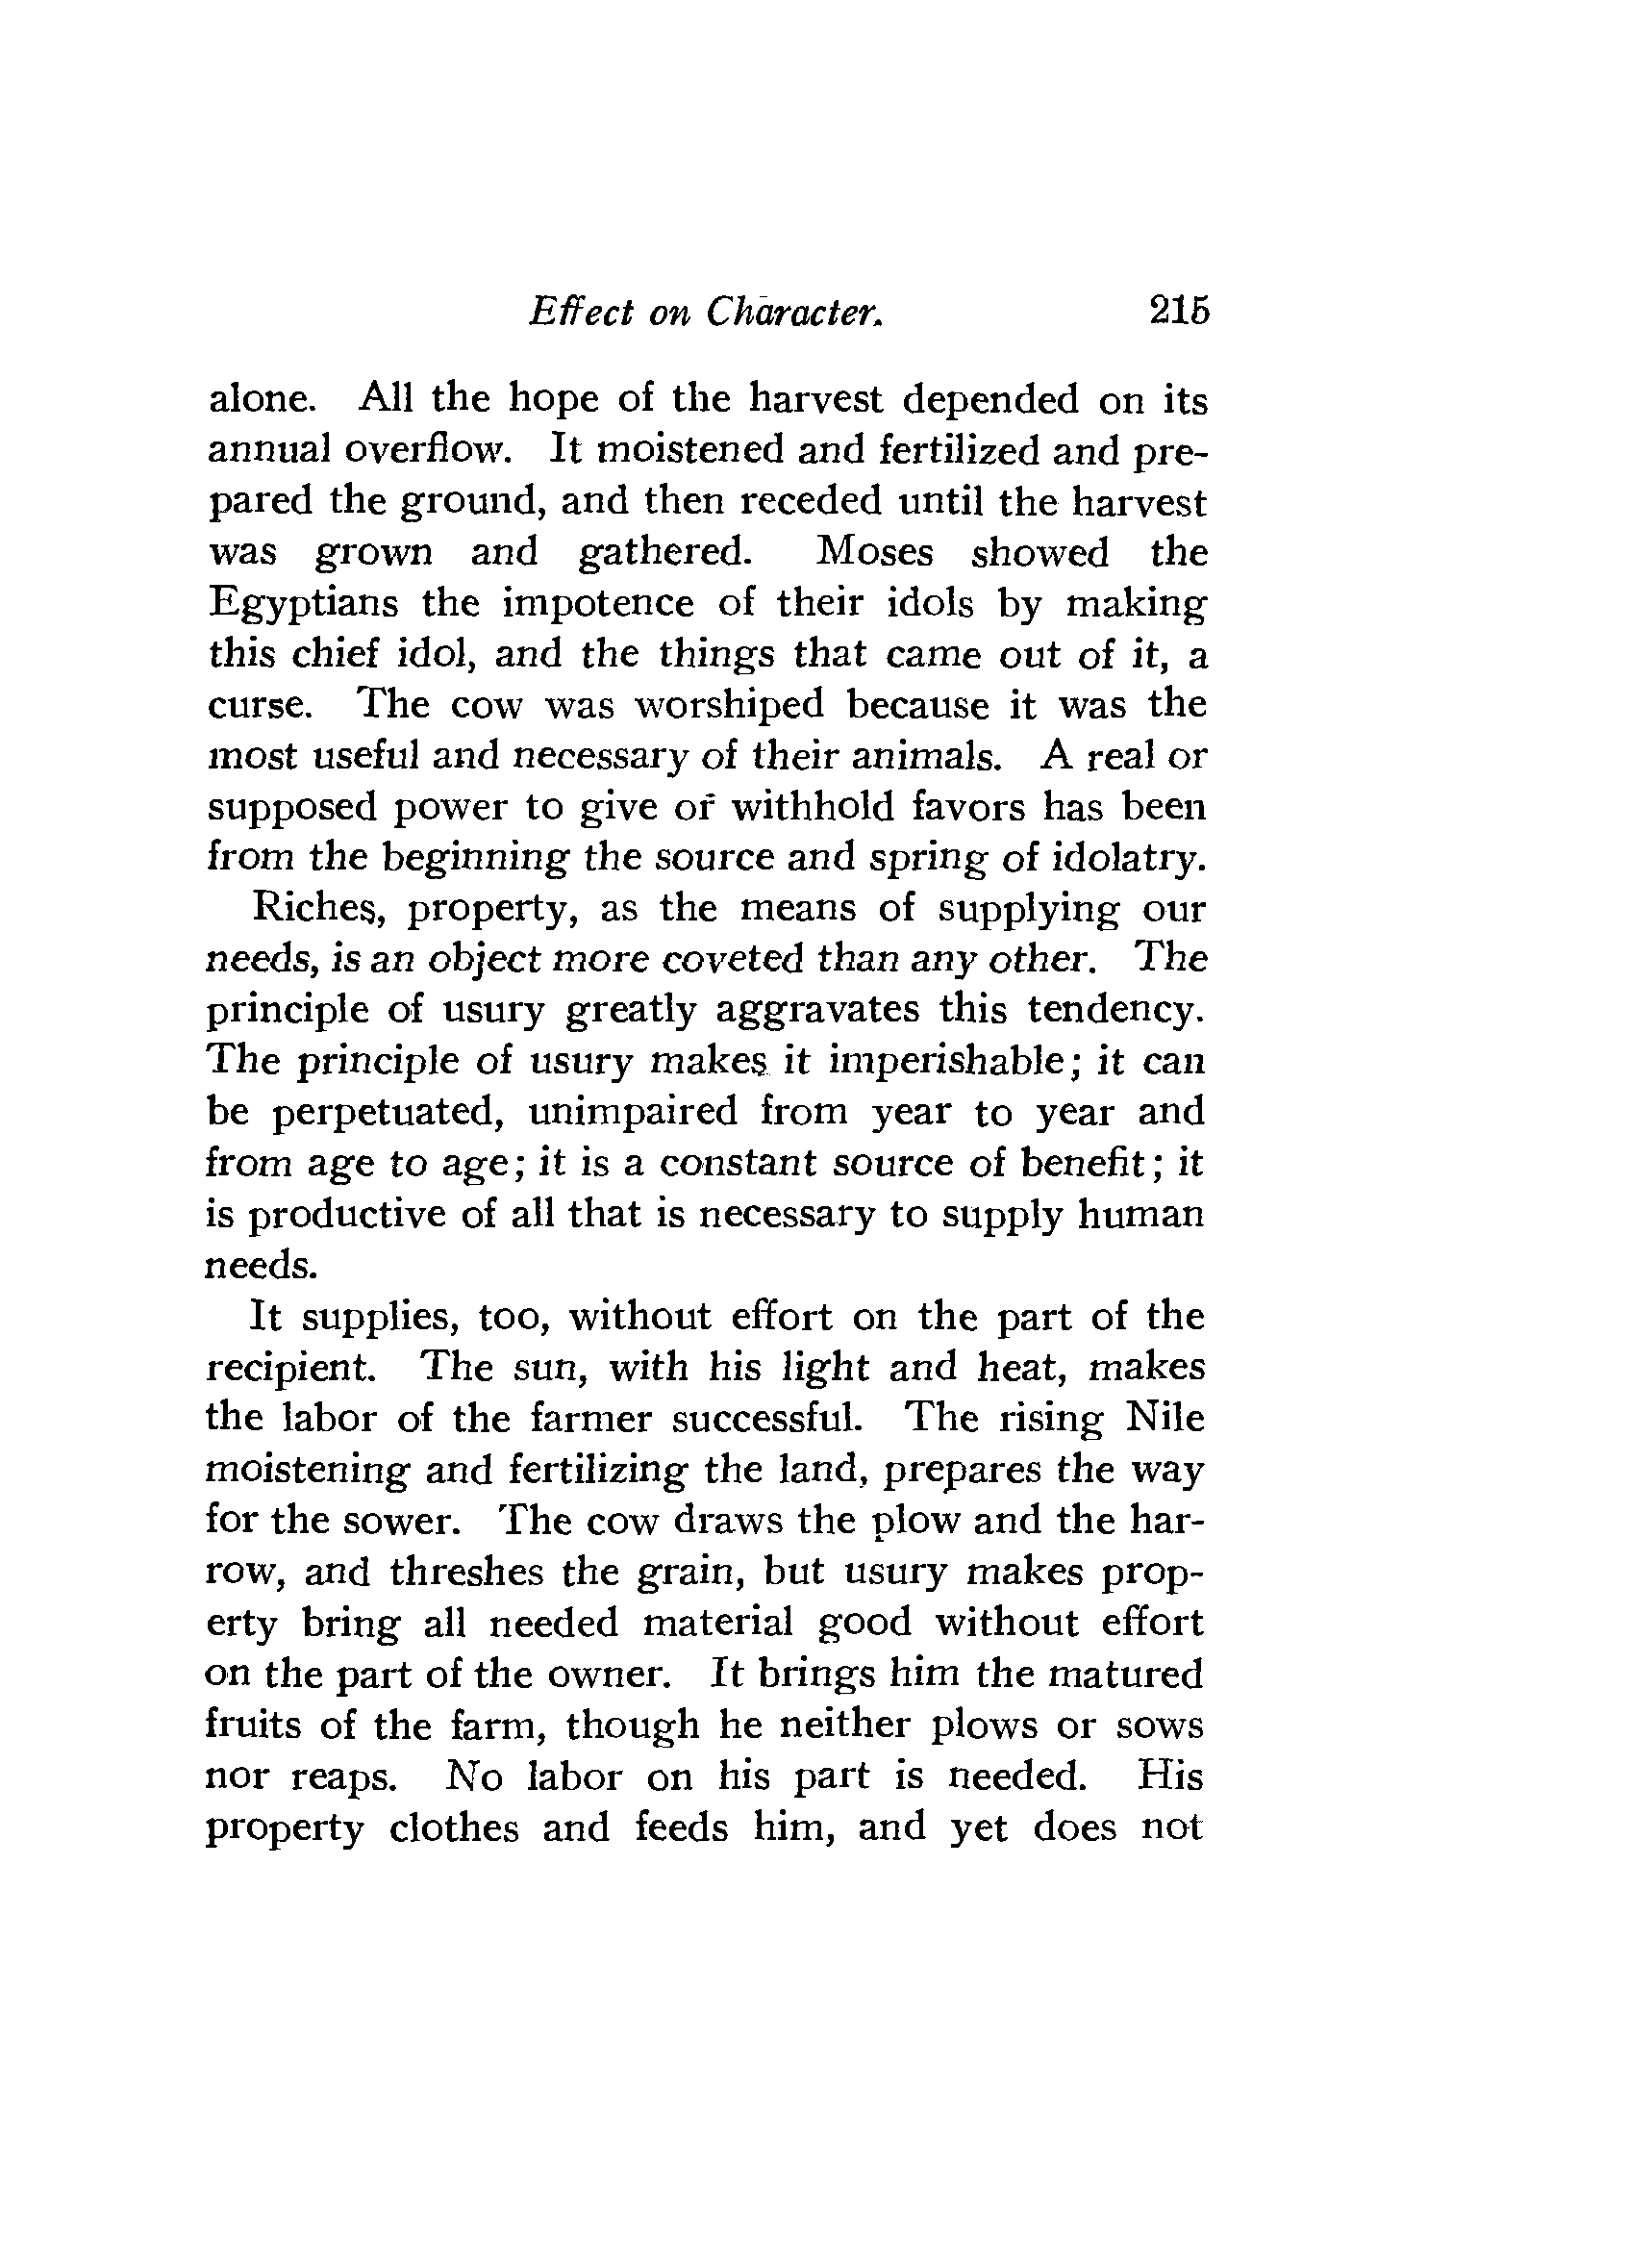 Effect on Character. 215
alone. All the hope of the harvest depended on its
annual overflow. It moistened and fertilized and pre-
pared the ground, and then receded until the harvest
was grown and gathered. Moses showed the
Egyptians the impotence of their idols by making
this chief idol, and the things that came out of it, a
curse. The cow was worshiped because it was the
most useful and necessary of their animals. A real or
supposed power to give or withhold favors has been
from the beginning the source and spring of idolatry.
Riches, property, as the means of supplying our
needs, is an object more coveted than any other. The
principle of usury greatly aggravates this tendency.
The principle of usury makes it imperishable; it can
be perpetuated, unimpaired from year to year and
from age to age; it is a constant source of benefit; it
is productive of all that is necessary to supply human
needs.
It supplies, too, without effort on the part of the
recipient. The sun, with his light and heat, makes
the labor of the farmer successful. The rising Nile
moistening and fertilizing the land, prepares the way
for the sower. The cow draws the plow and the har-
row, and threshes the grain, but usury makes prop-
erty bring all needed material good without effort
on the part of the owner. It brings him the matured
fruits of the farm, though he neither plows or sows
nor reaps. No labor on his part is needed. His
property clothes and feeds him, and yet does not